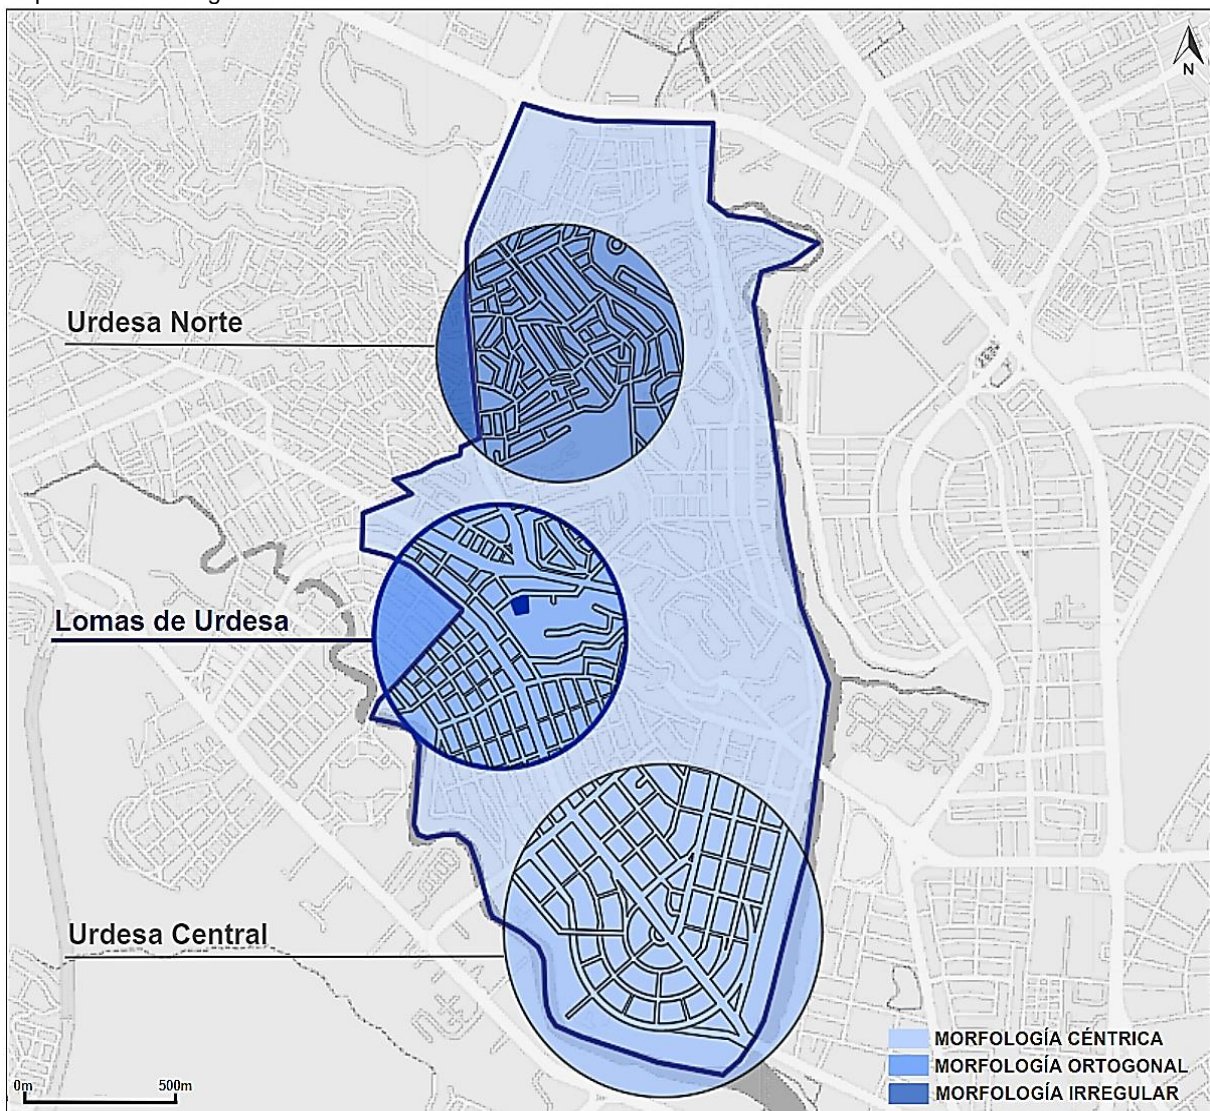 N
Urdesa Norte
Lomas de Urdesa
Urdesa Central
MORFOLOGÍA CÉNTRICA
MORFOLOGÍA ORTOGONAL
MORFOLOGÍA IRREGULAR
0m 500m